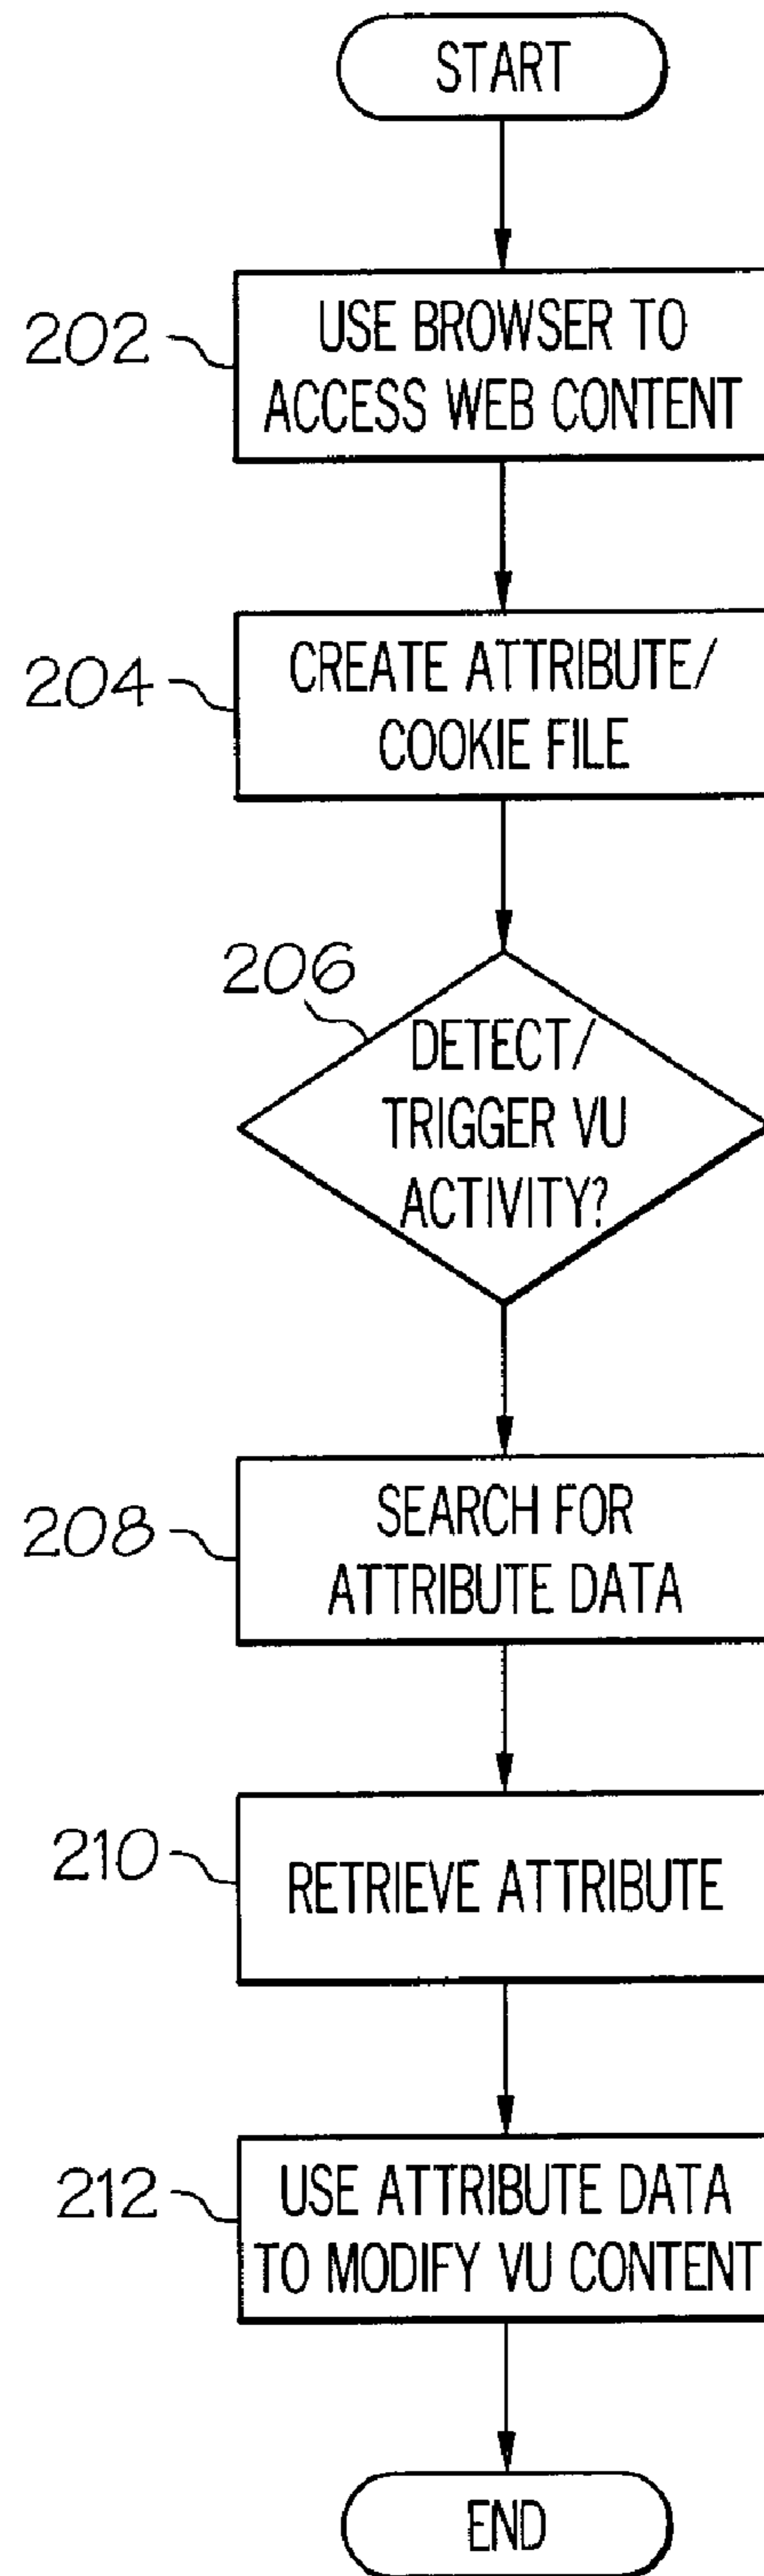 START
202
USE BROWSER TO
ACCESS WEB CONTENT
204
CREATE ATTRIBUTE/
COOKIE FILE
206
DETECT/
TRIGGER VU
ACTIVITY?
208
SEARCH FOR
ATTRIBUTE DATA
210
RETRIEVE ATTRIBUTE
212
USE ATTRIBUTE DATA
TO MODIFY VU CONTENT
END